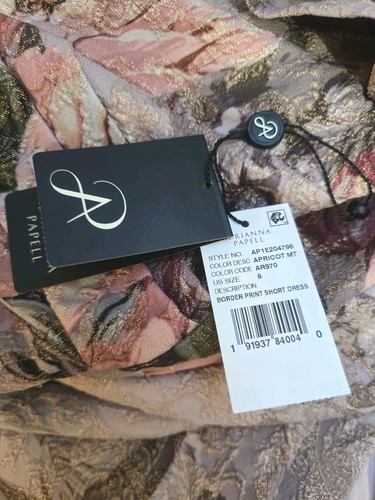 AP
AP
PAPELL
RIANNA
PAPELL
STYLE NO. AP1E204796
COLOR DESC APRICOT MT
COLOR CODE AR970
US SIZE 8
DESCRIPTION
BORDER PRINT SHORT DRESS
1 91937 84004 0